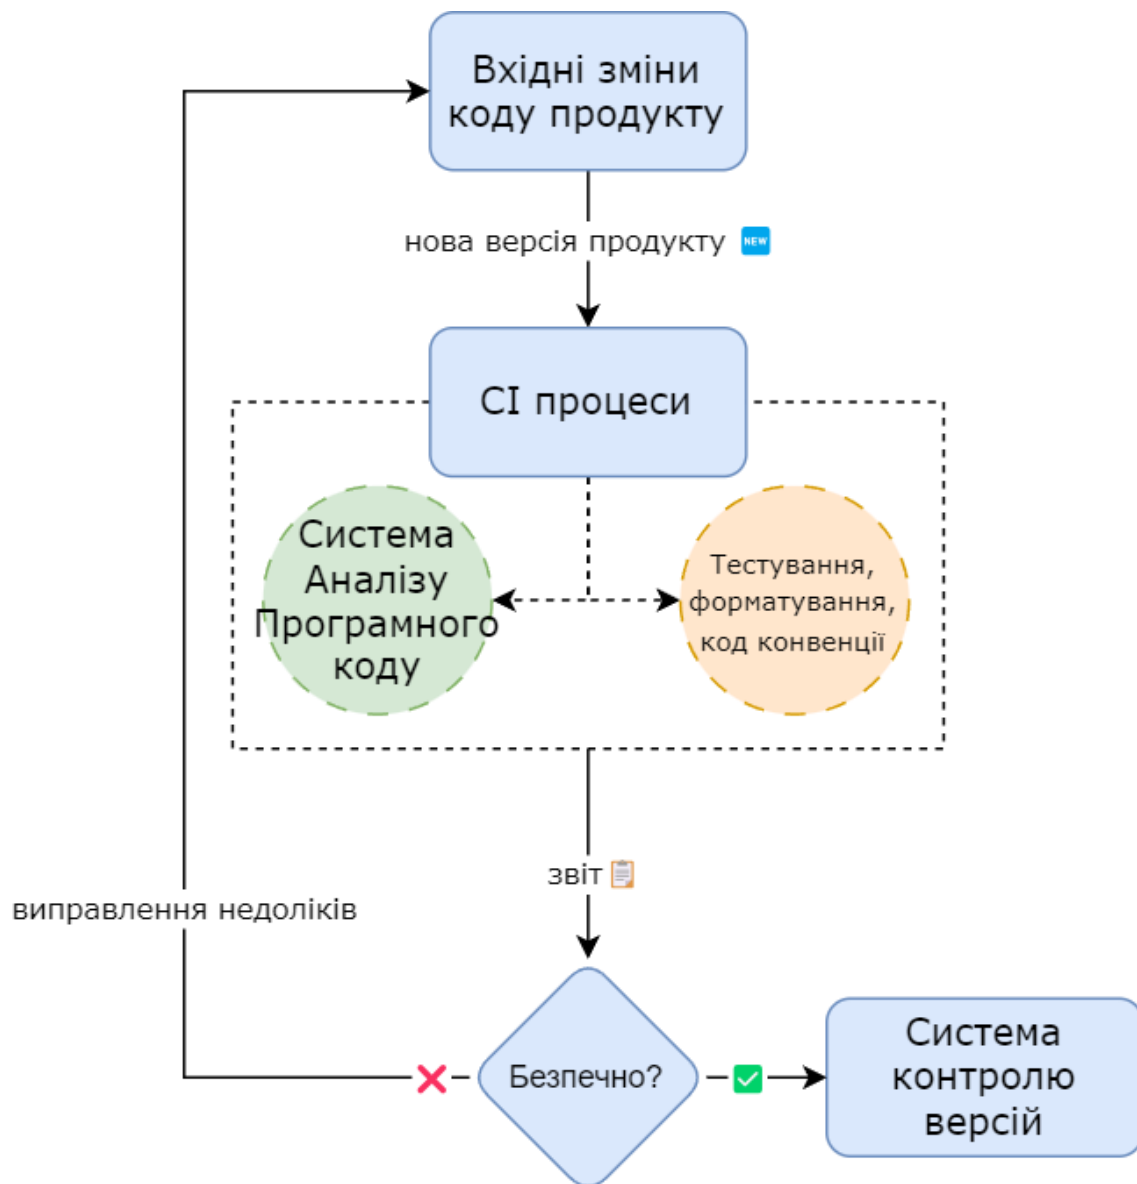 Вхідні зміни
коду продукту
нова версія продукту NEW
CI процеси
Система
Аналізу
Програмного
коду
Тестування,
форматування,
код конвенції
звіт
виправлення недоліків
Безпечно?
Система
контролю
версій